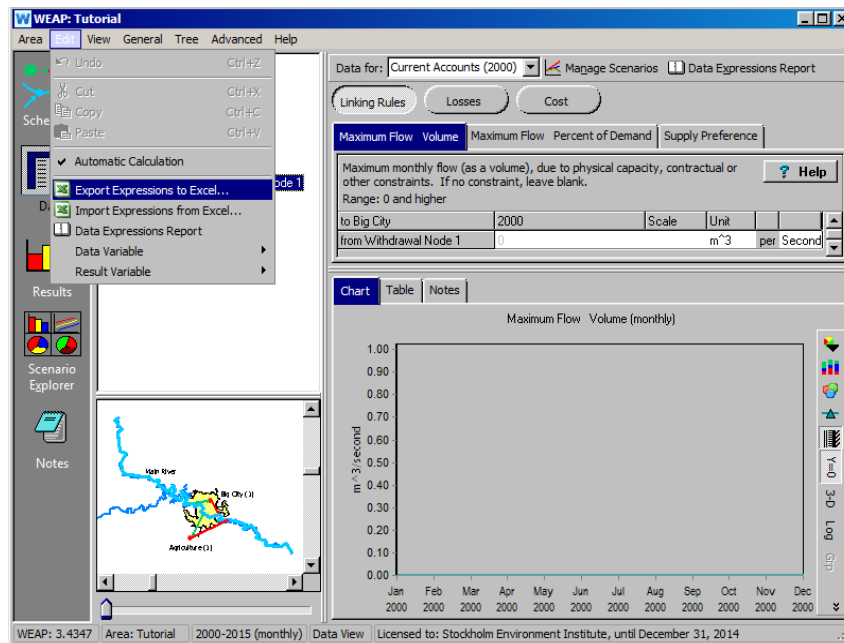 WEAP: Tutorial
Area Edit View General Tree Advanced Help
Undo Ctrl+Z
Cut Ctrl+X
Copy Ctrl+C
Paste Ctrl+V
Automatic Calculation
Export Expressions to Excel...
Import Expressions from Excel...
Data Expressions Report
Data Variable
Result Variable
Sche
Da
Results
Scenario
Explorer
Notes
ode 1
Data for: Current Accounts (2000) Manage Scenarios Data Expressions Report
Linking Rules Losses Cost
Maximum Flow Volume Maximum Flow Percent of Demand Supply Preference
Maximum monthly flow (as a volume), due to physical capacity, contractual or
other constraints. If no constraint, leave blank.
Range: 0 and higher
? Help
to Big City 2000 Scale Unit
from Withdrawal Node 1 0 m^3 per Second
Chart Table Notes
Maximum Flow Volume (monthly)
m^3/second
1.00
0.90
0.80
0.70
0.60
0.50
0.40
0.30
0.20
0.10
0.00
Jan Feb Mar Apr May Jun Jul Aug Sep Oct Nov Dec
2000 2000 2000 2000 2000 2000 2000 2000 2000 2000 2000 2000
Y=0
3-D
Log
Grp
Main River
Big City (1)
Agriculture (1)
WEAP: 3.4347 Area: Tutorial 2000-2015 (monthly) Data View Licensed to: Stockholm Environment Institute, until December 31, 2014